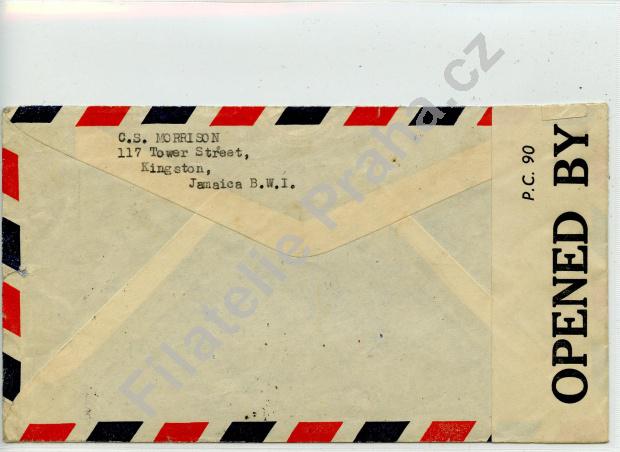 C.S. MORRISON
117 Tower Street,
Kingston,
Jamaica B.W.I.
P.C. 90
OPENED BY
Filatelie Praha.cz